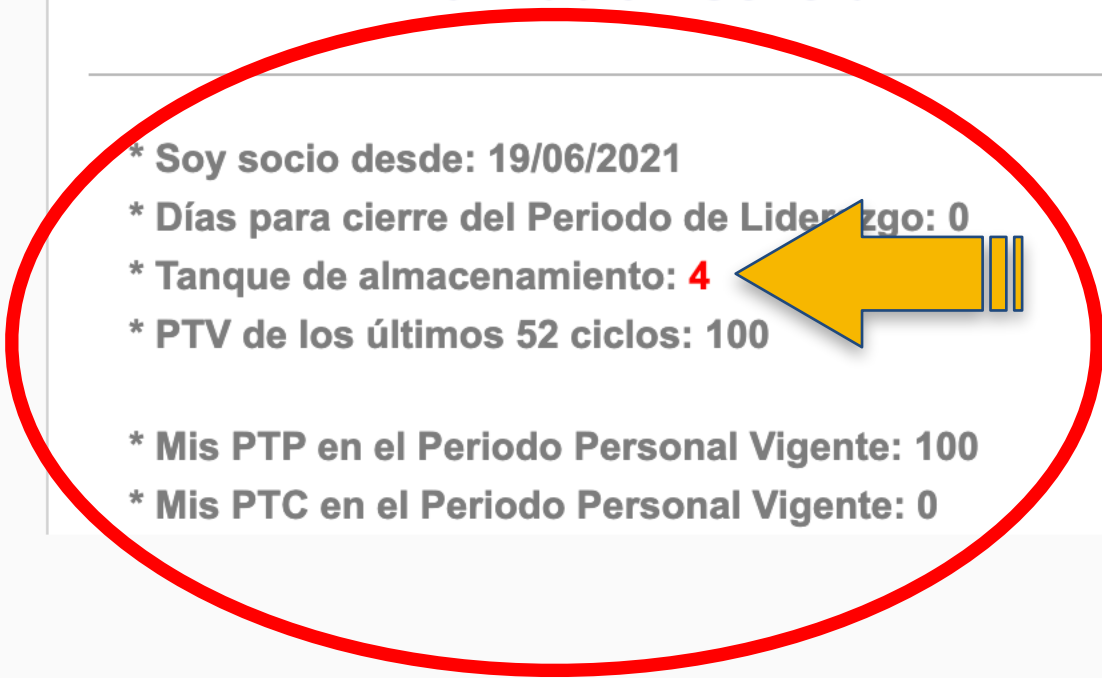 * Soy socio desde: 19/06/2021
* Días para cierre del Periodo de Liderazgo: 0
* Tanque de almacenamiento: 4
* PTV de los últimos 52 ciclos: 100
* Mis PTP en el Periodo Personal Vigente: 100
* Mis PTC en el Periodo Personal Vigente: 0